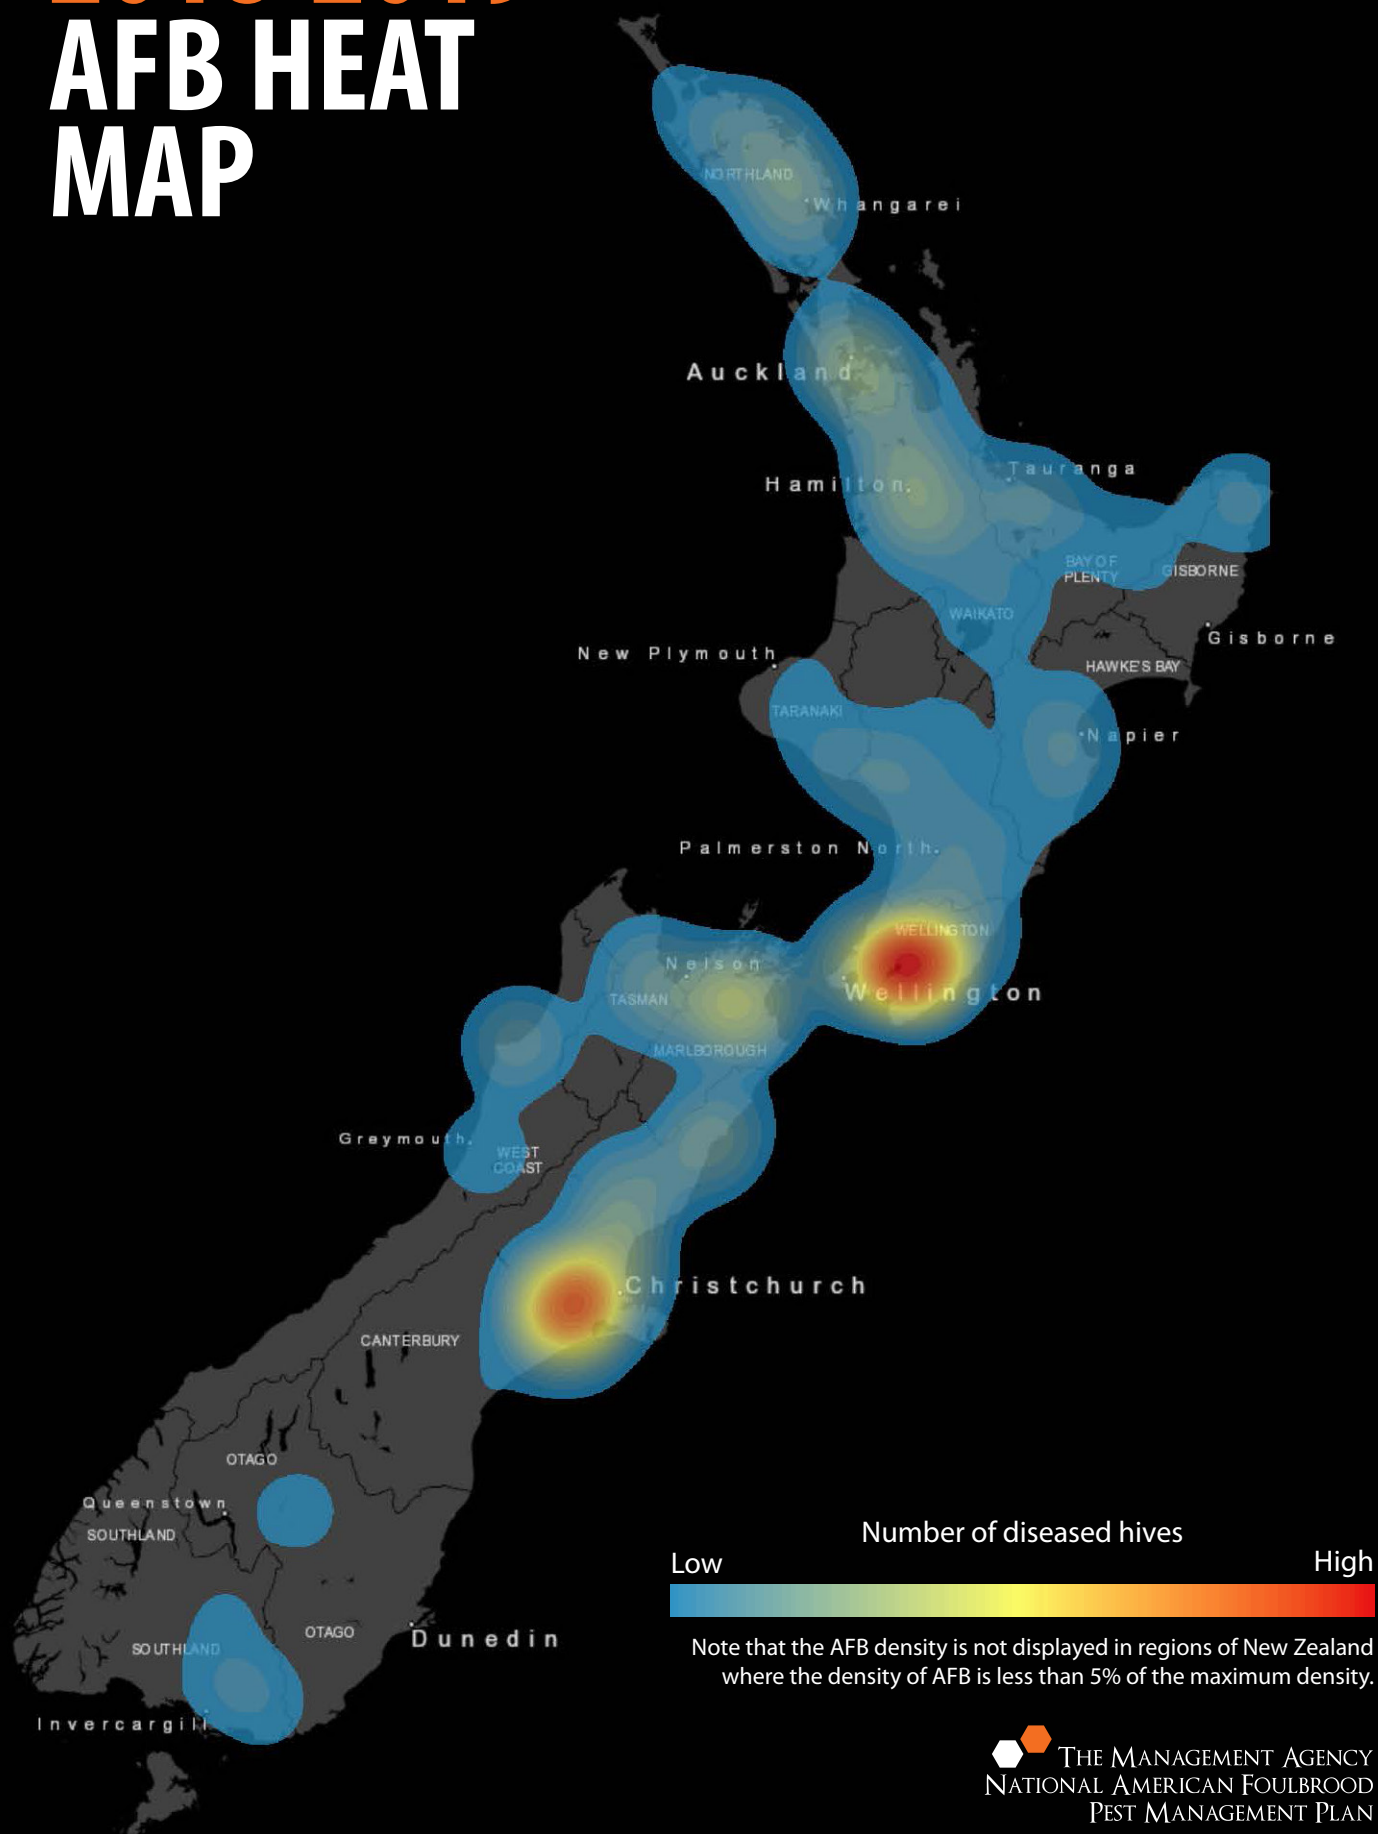 AFB HEAT
MAP
NORTHLAND
Whangarei
Auckland
Hamilton
Tauranga
BAY OF
PLENTY
GISBORNE
WAIKATO
Gisborne
New Plymouth
HAWKE'S BAY
TARANAKI
Napier
Palmerston North
WELLINGTON
Nelson
TASMAN
Wellington
MARLBOROUGH
Greymouth
WEST
COAST
Christchurch
CANTERBURY
OTAGO
Queenstown
SOUTHLAND
OTAGO
SOUTHLAND
Dunedin
Invercargill
Number of diseased hives
Low
High
Note that the AFB density is not displayed in regions of New Zealand
where the density of AFB is less than 5% of the maximum density.
THE MANAGEMENT AGENCY
NATIONAL AMERICAN FOULBROOD
PEST MANAGEMENT PLAN